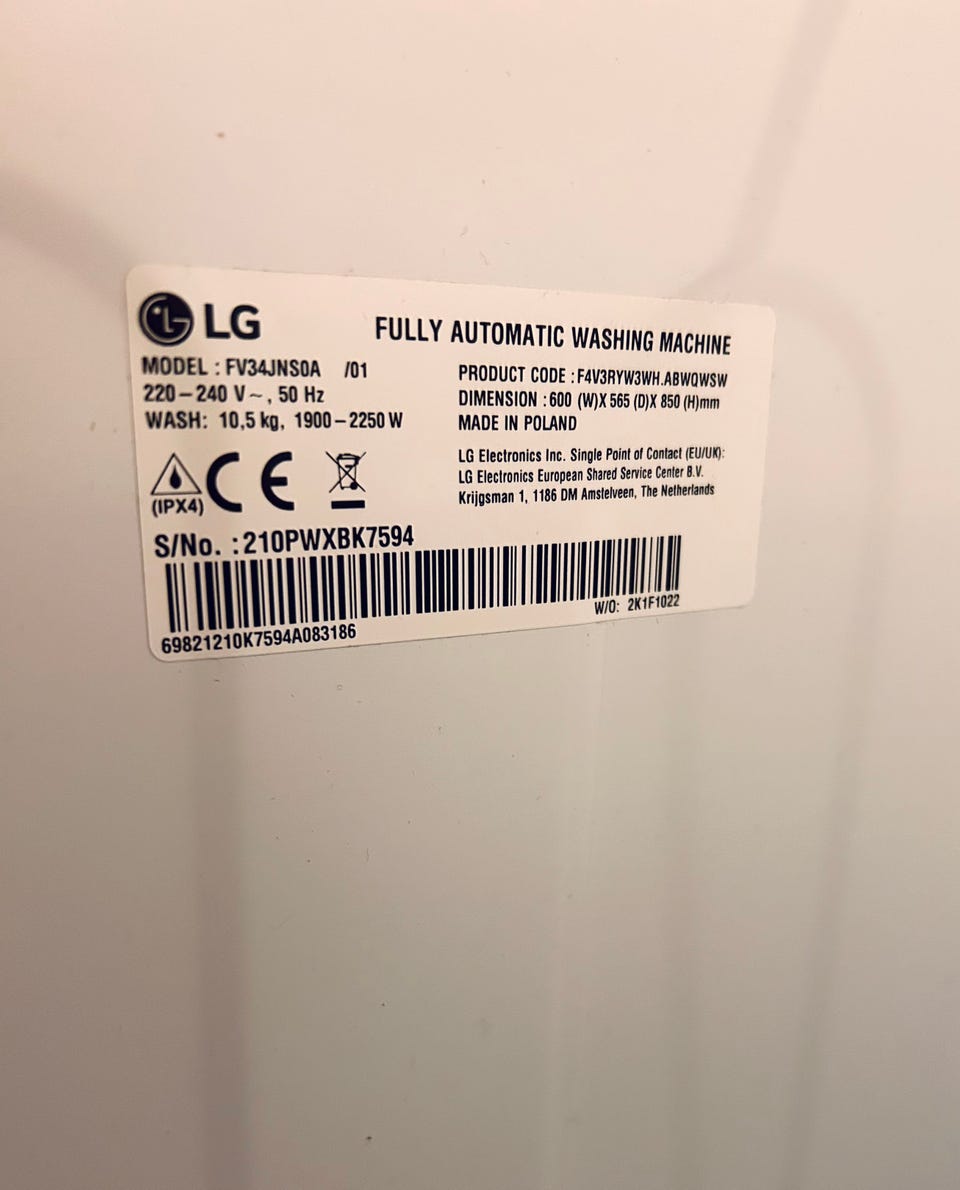 LG
FULLY AUTOMATIC WASHING MACHINE
MODEL : FV34JNS0A /01
220–240 V~, 50 Hz
WASH: 10,5 kg, 1900–2250 W
PRODUCT CODE : F4V3RYW3WH.ABWQWSW
DIMENSION : 600 (W)X 565 (D)X 850 (H)mm
MADE IN POLAND
LG Electronics Inc. Single Point of Contact (EU/UK):
LG Electronics European Shared Service Center B.V.
Krijgsman 1, 1186 DM Amstelveen, The Netherlands
(IPX4)
CE
S/No. : 210PWXBK7594
W/O: 2K1F1022
69821210K7594A083186